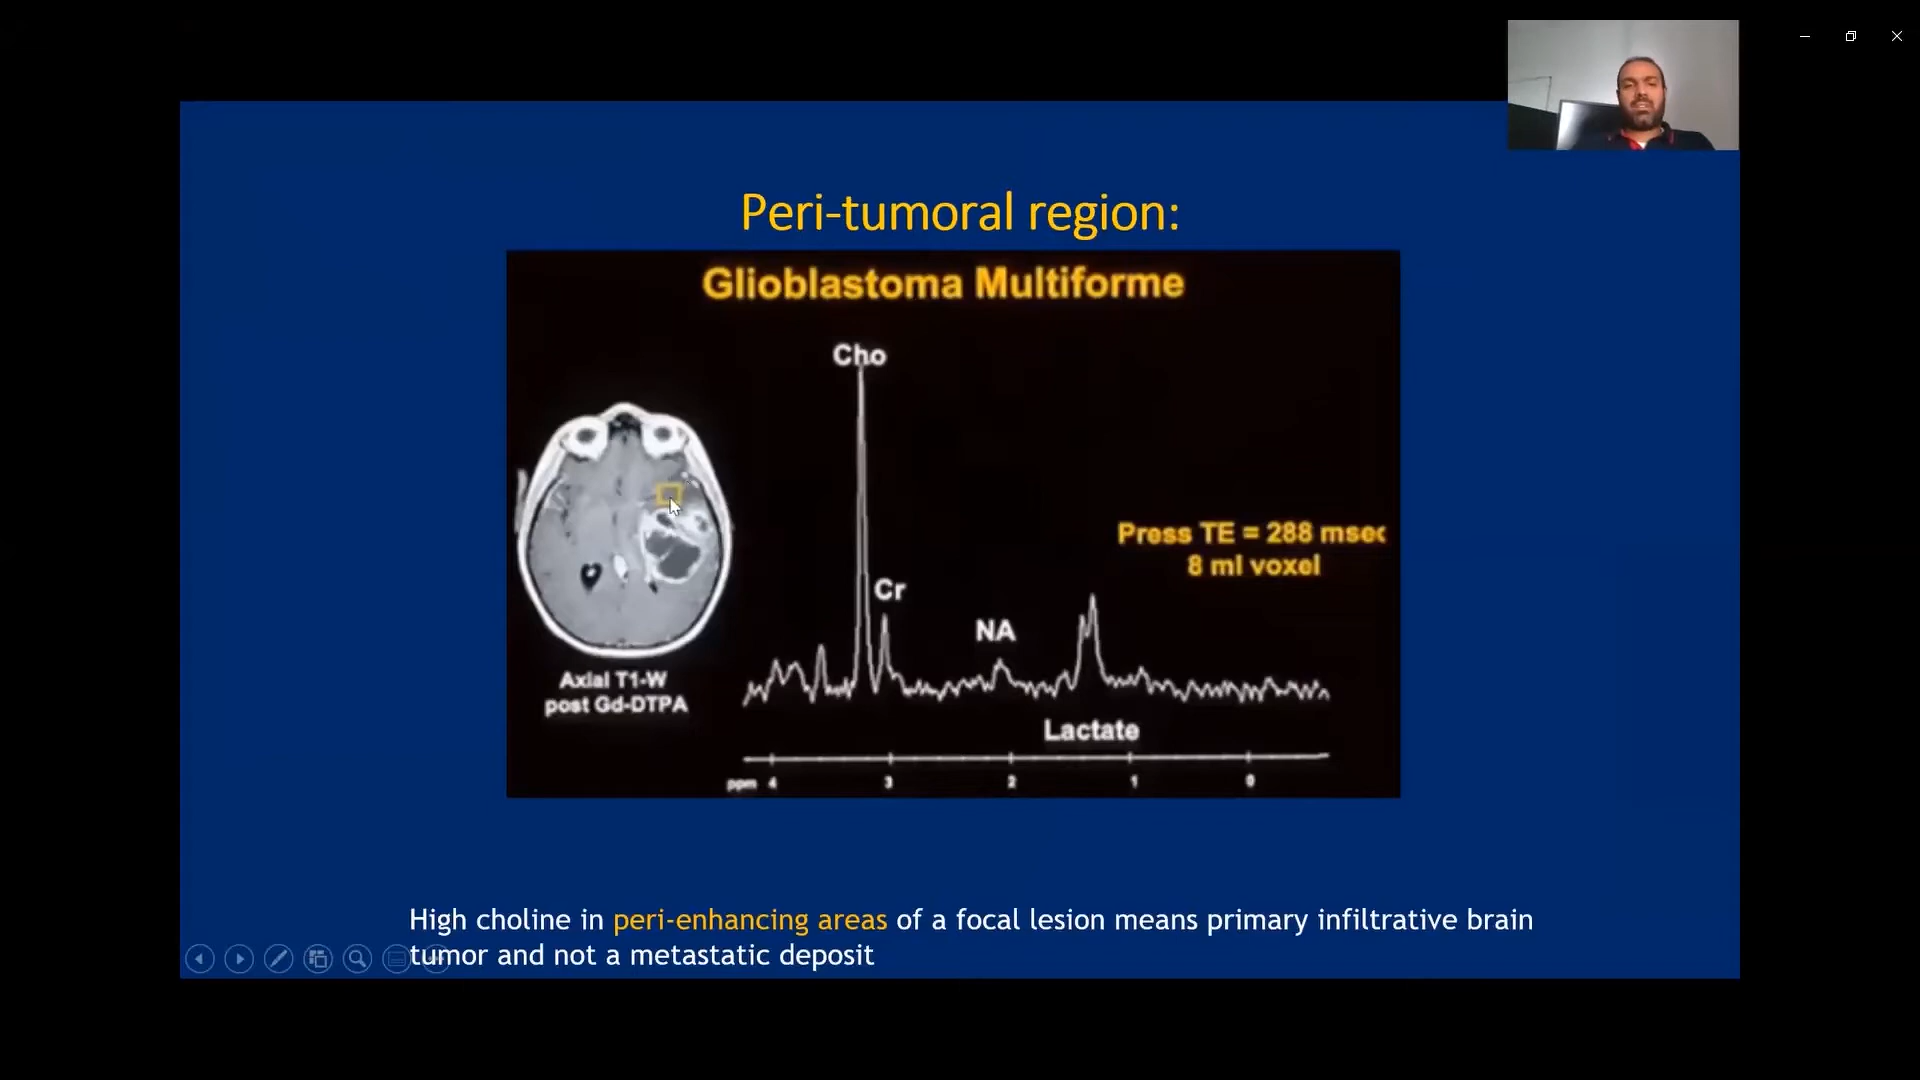 Peri-tumoral region:
Glioblastoma Multiforme
Cho
Cr
NA
Press TE = 288 msec
8 ml voxel
Axial T1-W
post Gd-DTPA
Lactate
ppm 4 3 2 1 0
High choline in peri-enhancing areas of a focal lesion means primary infiltrative brain
tumor and not a metastatic deposit